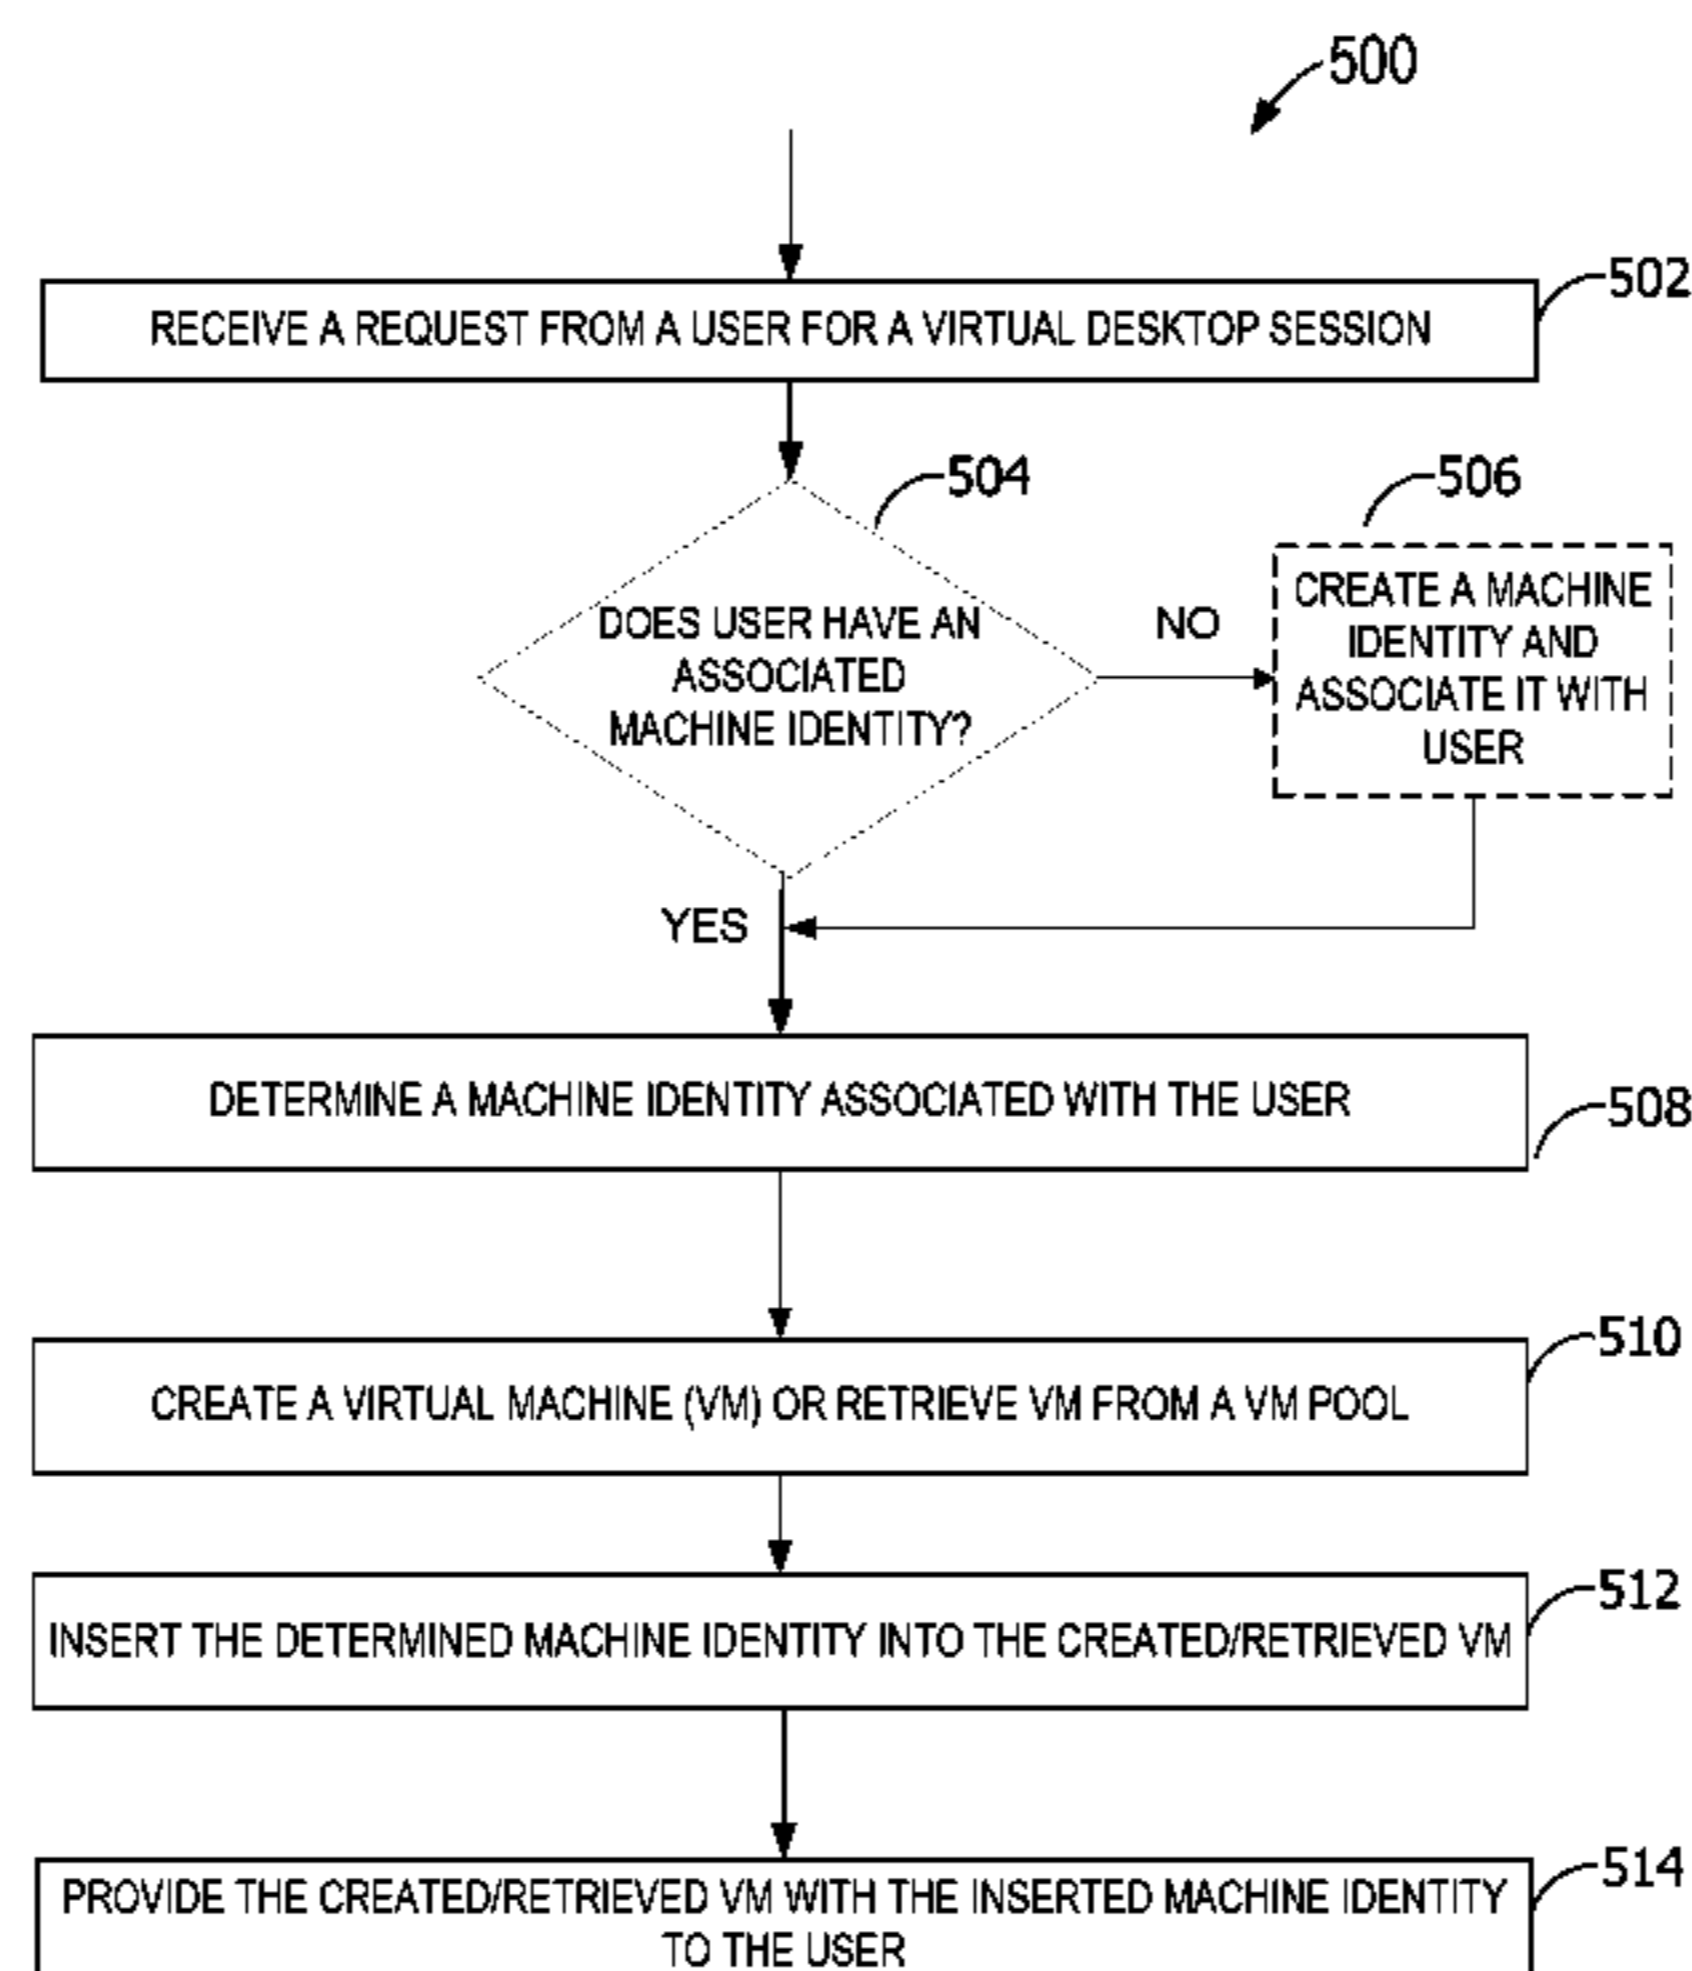 500
RECEIVE A REQUEST FROM A USER FOR A VIRTUAL DESKTOP SESSION
502
504
DOES USER HAVE AN
ASSOCIATED
MACHINE IDENTITY?
NO
506
CREATE A MACHINE
IDENTITY AND
ASSOCIATE IT WITH
USER
YES
DETERMINE A MACHINE IDENTITY ASSOCIATED WITH THE USER
508
CREATE A VIRTUAL MACHINE (VM) OR RETRIEVE VM FROM A VM POOL
510
INSERT THE DETERMINED MACHINE IDENTITY INTO THE CREATED/RETRIEVED VM
512
PROVIDE THE CREATED/RETRIEVED VM WITH THE INSERTED MACHINE IDENTITY
TO THE USER
514